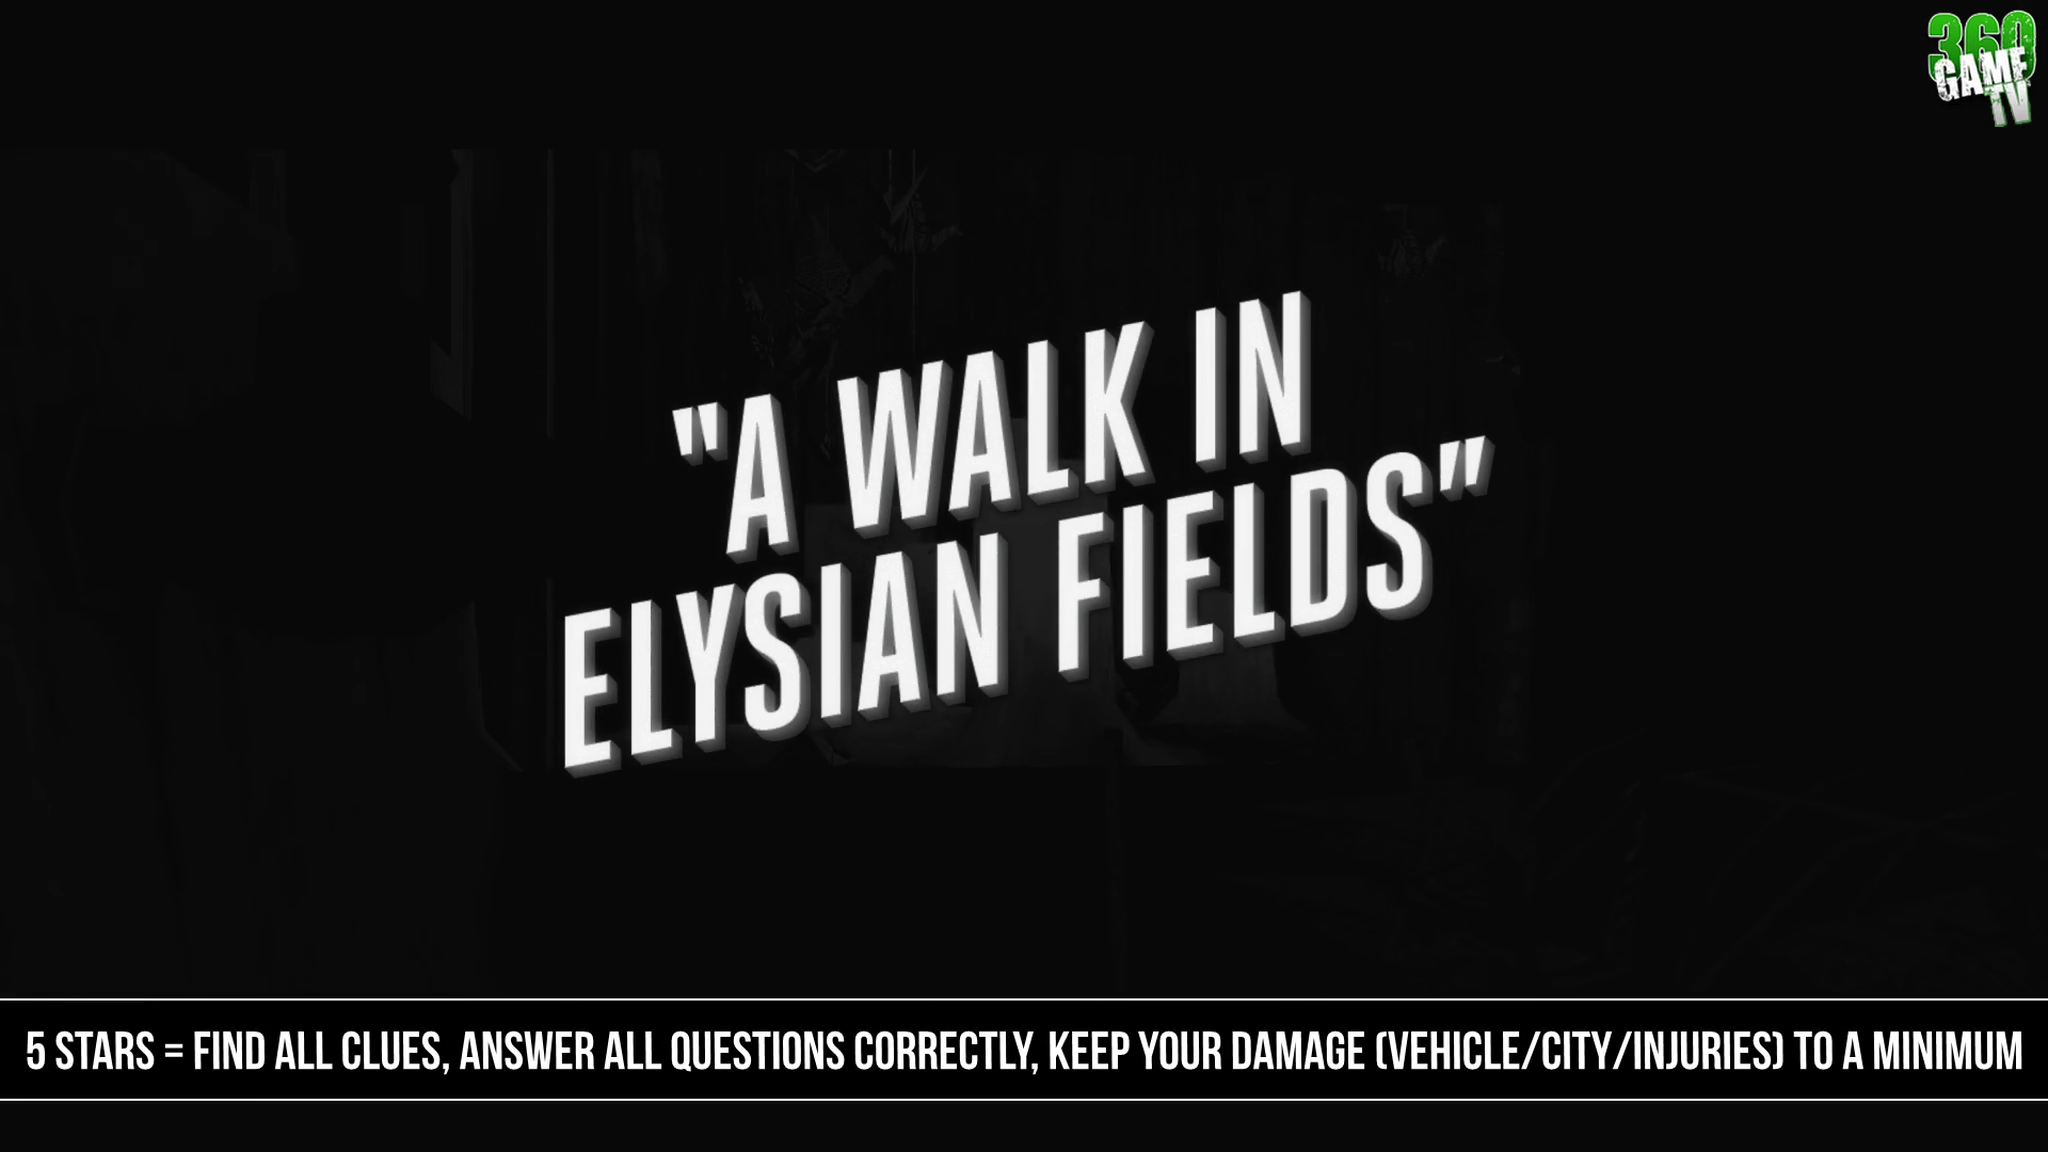 360
GAME
TV
"A WALK IN
ELYSIAN FIELDS"
5 STARS = FIND ALL CLUES, ANSWER ALL QUESTIONS CORRECTLY, KEEP YOUR DAMAGE (VEHICLE/CITY/INJURIES) TO A MINIMUM